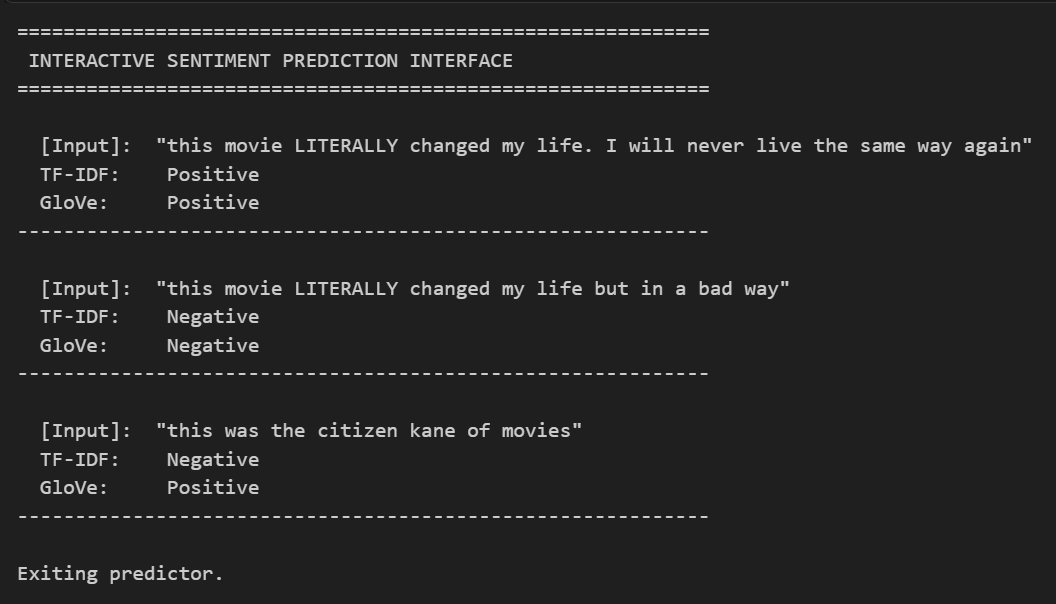 ============================================================
INTERACTIVE SENTIMENT PREDICTION INTERFACE
============================================================
[Input]:  "this movie LITERALLY changed my life. I will never live the same way again"
TF-IDF:    Positive
GloVe:     Positive
------------------------------------------------------------
[Input]:  "this movie LITERALLY changed my life but in a bad way"
TF-IDF:    Negative
GloVe:     Negative
------------------------------------------------------------
[Input]:  "this was the citizen kane of movies"
TF-IDF:    Negative
GloVe:     Positive
------------------------------------------------------------
Exiting predictor.